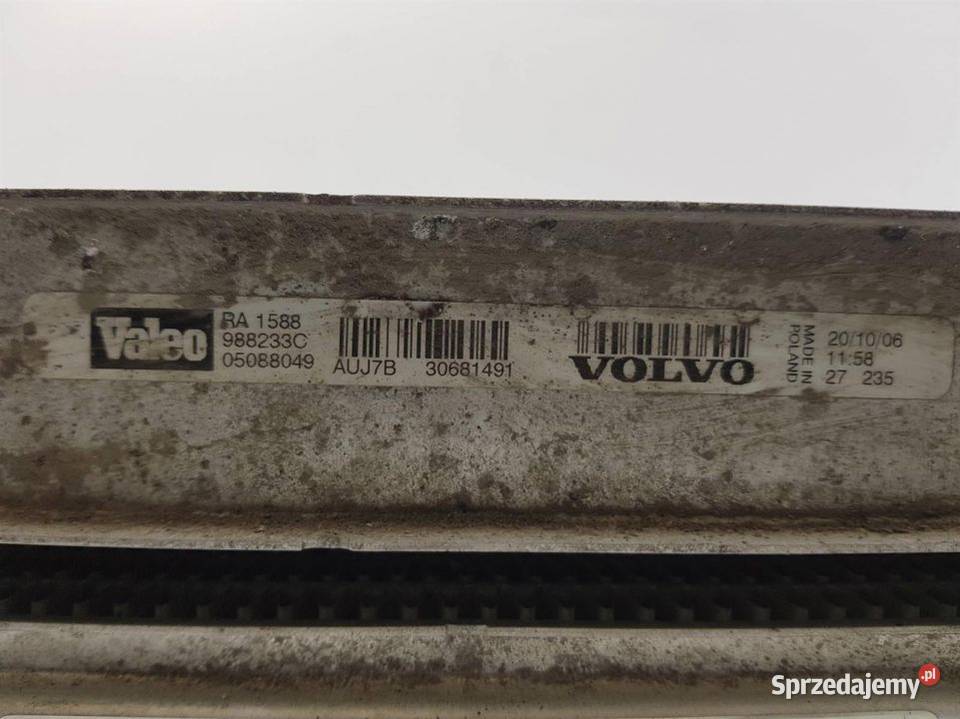 Valeo
RA 1588
988233C
05088049
AUJ7B 30681491
VOLVO
MADE IN
POLAND
20/10/06
11:58
27 235
Sprzedajemy.pl